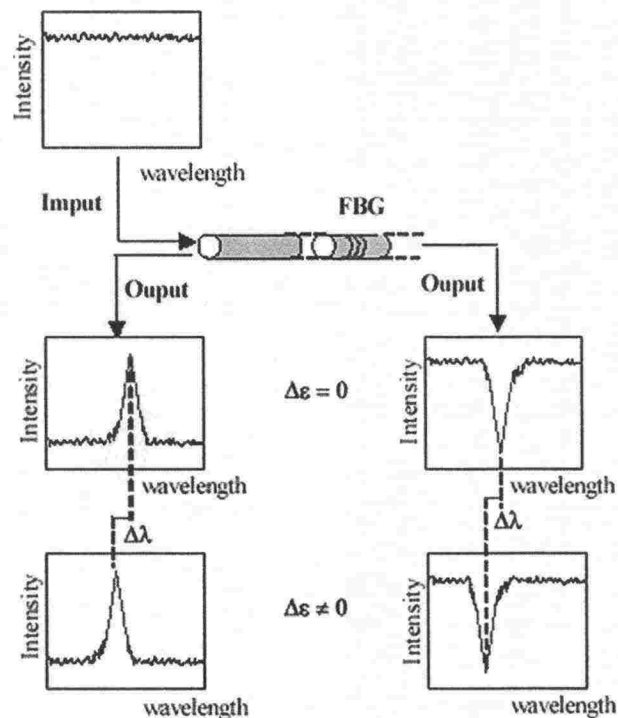 Intensity
wavelength
Imput
FBG
Ouput
Ouput
Intensity
wavelength
Δε = 0
Intensity
wavelength
Δλ
Δλ
Intensity
wavelength
Δε ≠ 0
Intensity
wavelength